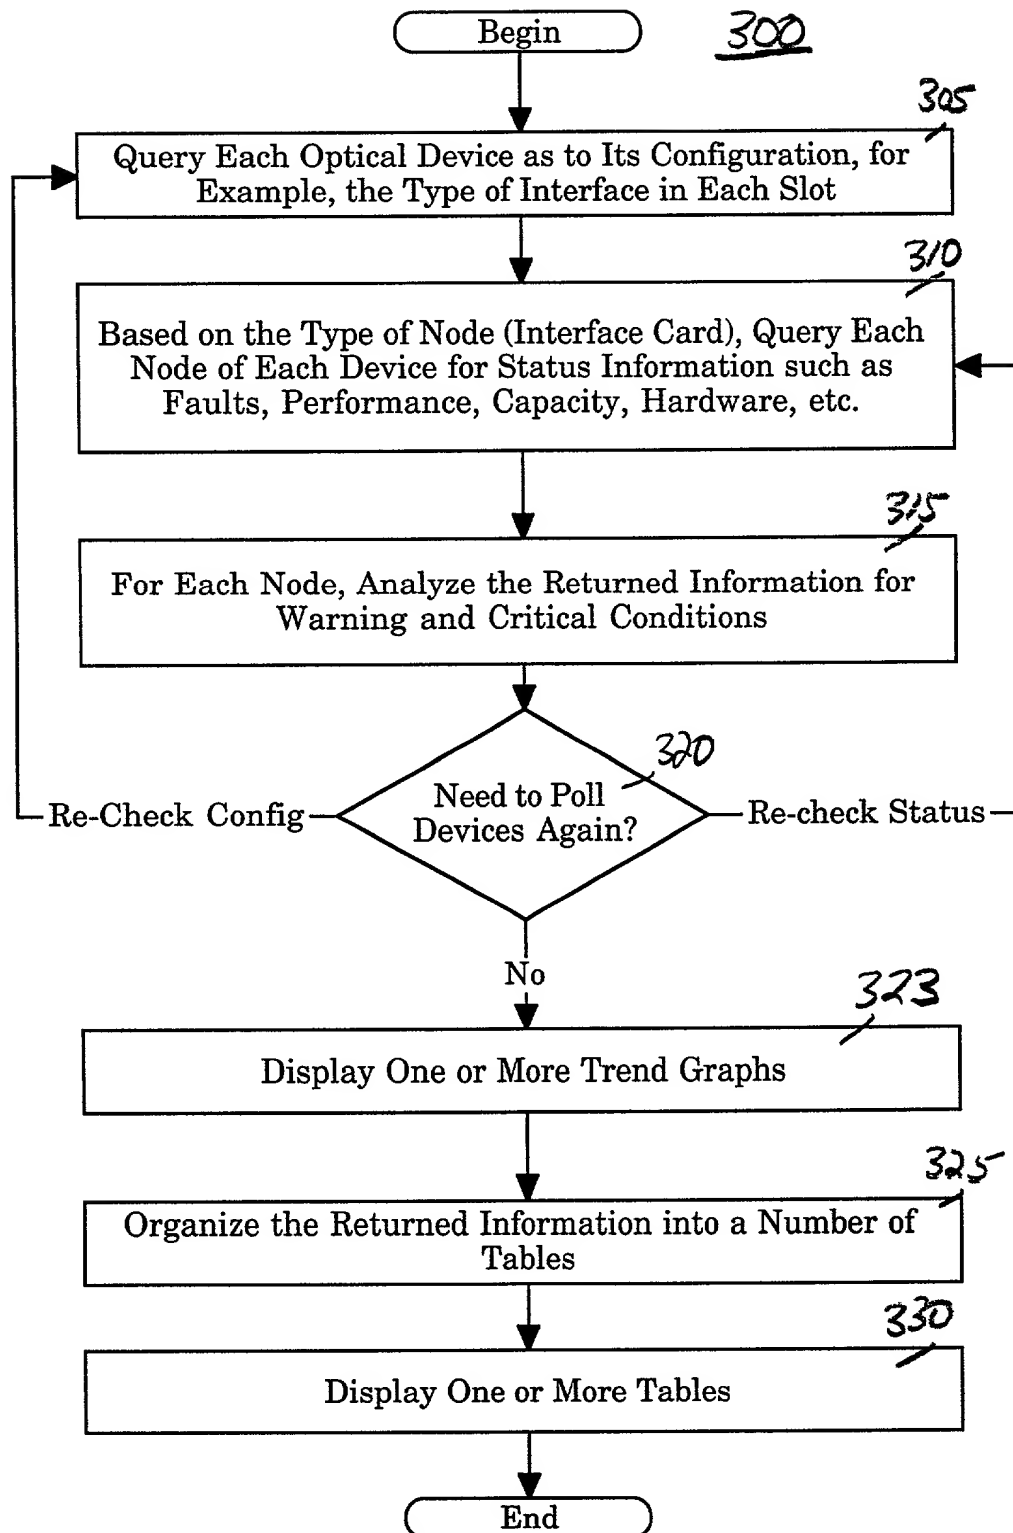 Begin
300
305
Query Each Optical Device as to Its Configuration, for
Example, the Type of Interface in Each Slot
310
Based on the Type of Node (Interface Card), Query Each
Node of Each Device for Status Information such as
Faults, Performance, Capacity, Hardware, etc.
315
For Each Node, Analyze the Returned Information for
Warning and Critical Conditions
320
Need to Poll
Devices Again?
Re-Check Config
Re-check Status
No
323
Display One or More Trend Graphs
325
Organize the Returned Information into a Number of
Tables
330
Display One or More Tables
End